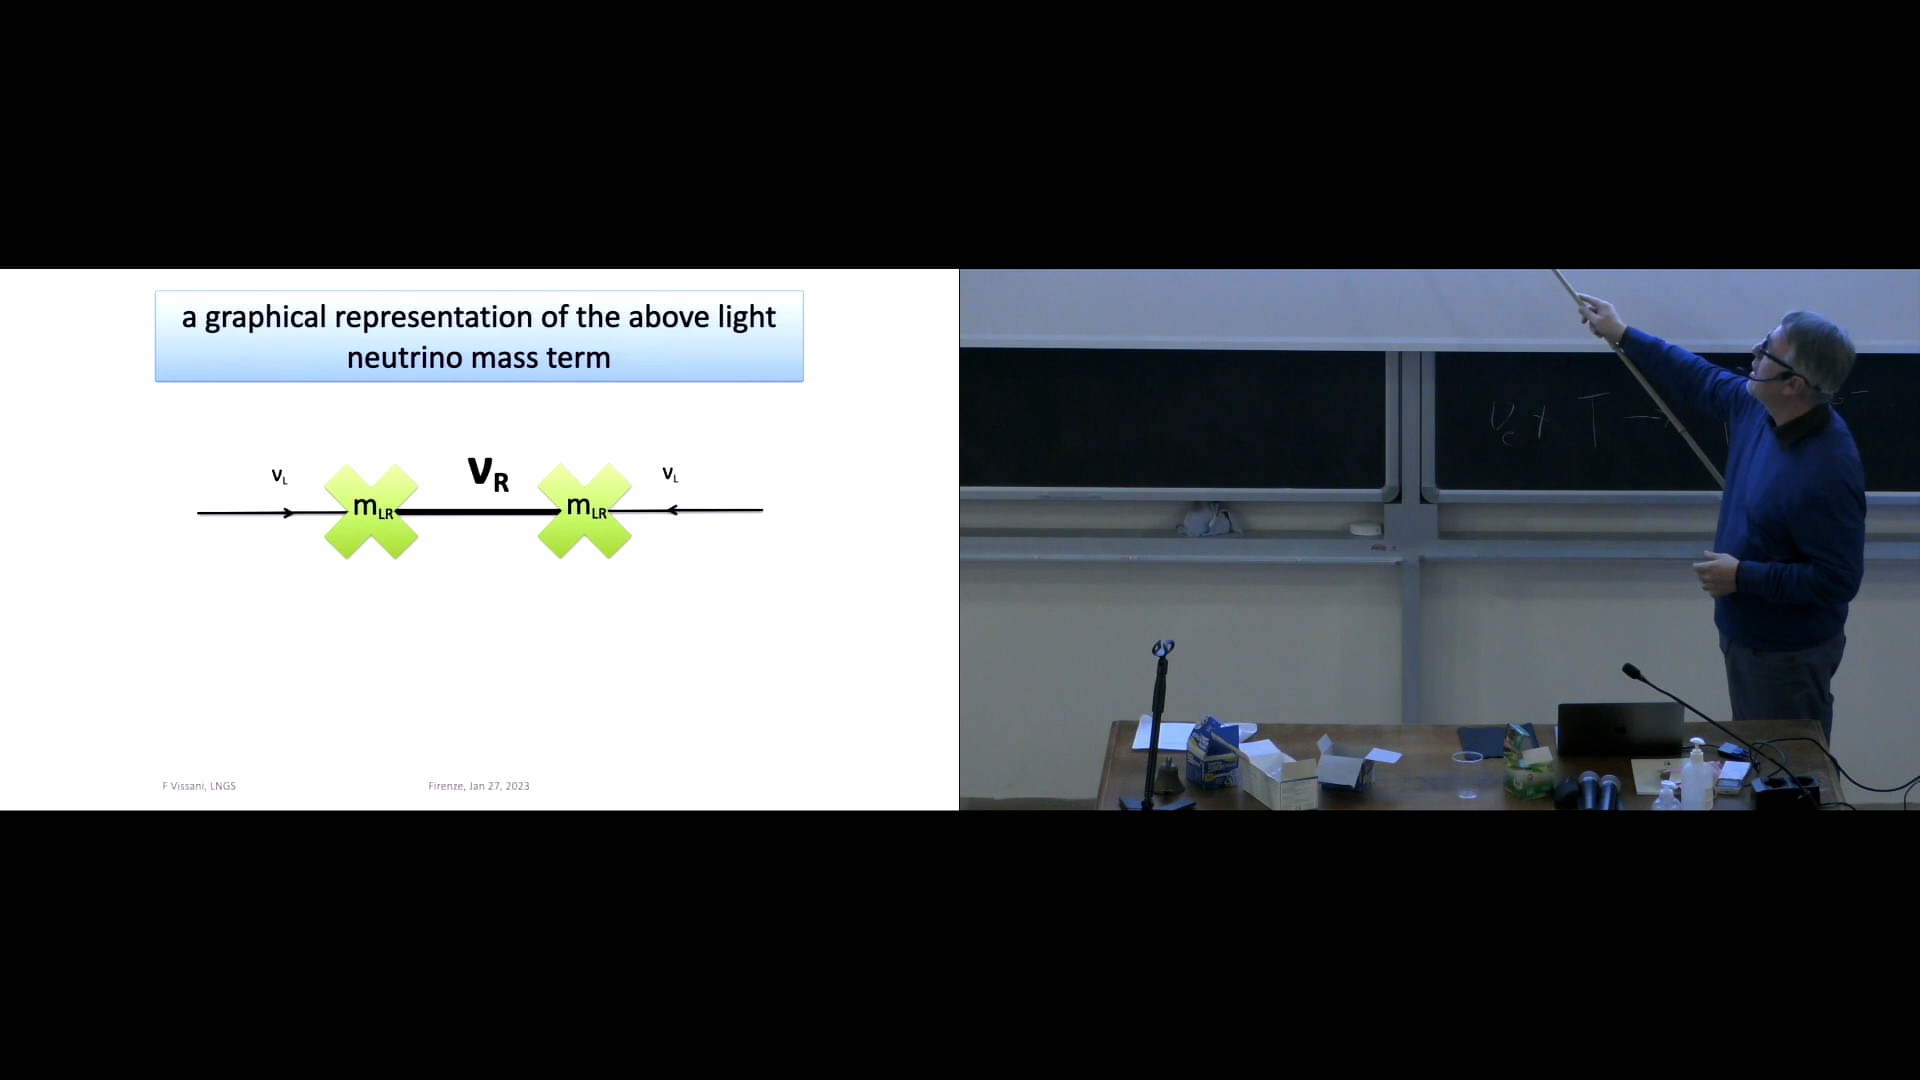 a graphical representation of the above light
neutrino mass term
νL mLR νR mLR νL
F Vissani, LNGS Firenze, Jan 27, 2023